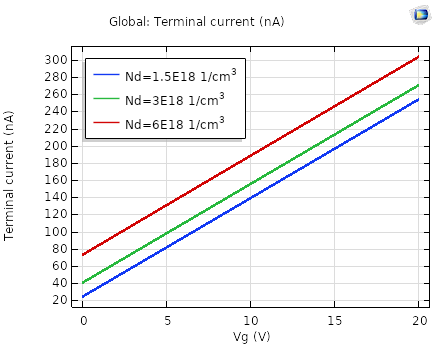 Global: Terminal current (nA)
Terminal current (nA)
300
280
260
240
220
200
180
160
140
120
100
80
60
40
20
Nd=1.5E18 1/cm³
Nd=3E18 1/cm³
Nd=6E18 1/cm³
0 5 10 15 20
Vg (V)